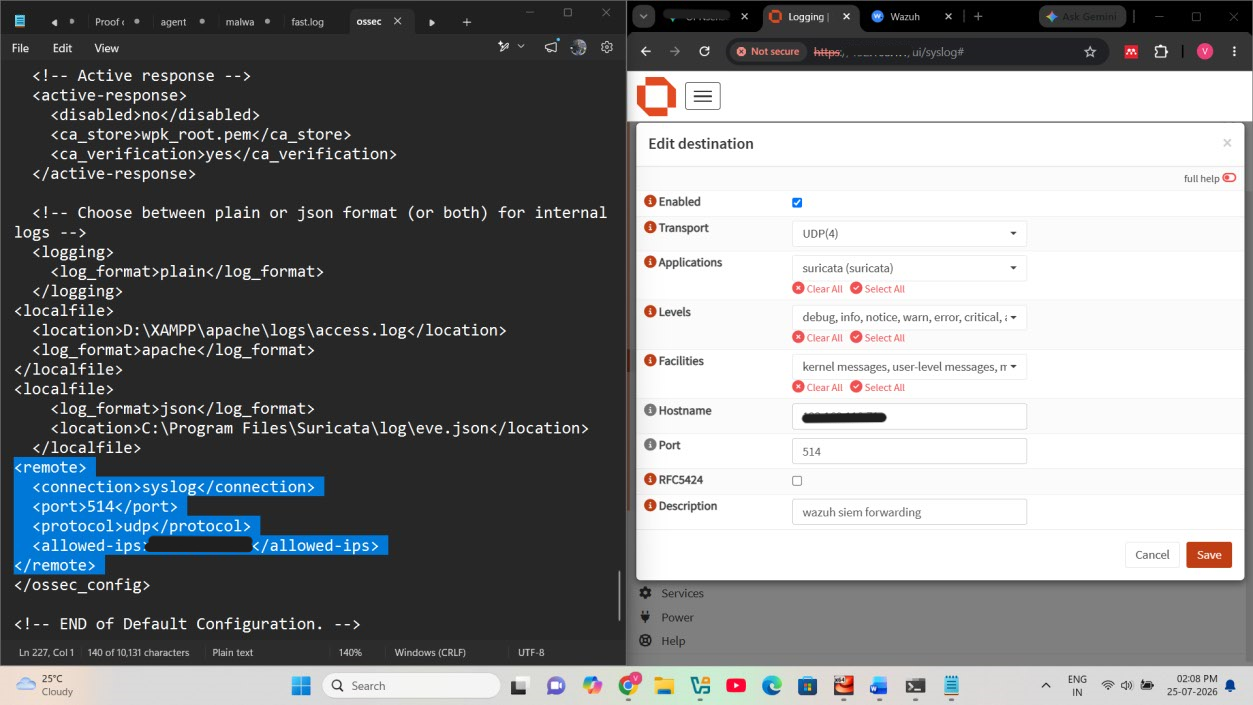 Proof (
agent
malwa
fast.log
ossec
File
Edit
View
<!-- Active response -->
<active-response>
<disabled>no</disabled>
<ca_store>wpk_root.pem</ca_store>
<ca_verification>yes</ca_verification>
</active-response>
<!-- Choose between plain or json format (or both) for internal
logs -->
<logging>
<log_format>plain</log_format>
</logging>
<localfile>
<location>D:\XAMPP\apache\logs\access.log</location>
<log_format>apache</log_format>
</localfile>
<localfile>
<log_format>json</log_format>
<location>C:\Program Files\Suricata\log\eve.json</location>
</localfile>
<remote>
<connection>syslog</connection>
<port>514</port>
<protocol>udp</protocol>
<allowed-ips> </allowed-ips>
</remote>
</ossec_config>
<!-- END of Default Configuration. -->
Ln 227, Col 1
140 of 10,131 characters
Plain text
140%
Windows (CRLF)
UTF-8
Logging |
Wazuh
Ask Gemini
Not secure
https:
ui/syslog#
V
Edit destination
full help
Enabled
Transport
UDP(4)
Applications
suricata (suricata)
Clear All
Select All
Levels
debug, info, notice, warn, error, critical, a
Clear All
Select All
Facilities
kernel messages, user-level messages, m
Clear All
Select All
Hostname
Port
514
RFC5424
Description
wazuh siem forwarding
Cancel
Save
Services
Power
Help
25°C
Cloudy
Search
ENG
IN
02:08 PM
25-07-2026